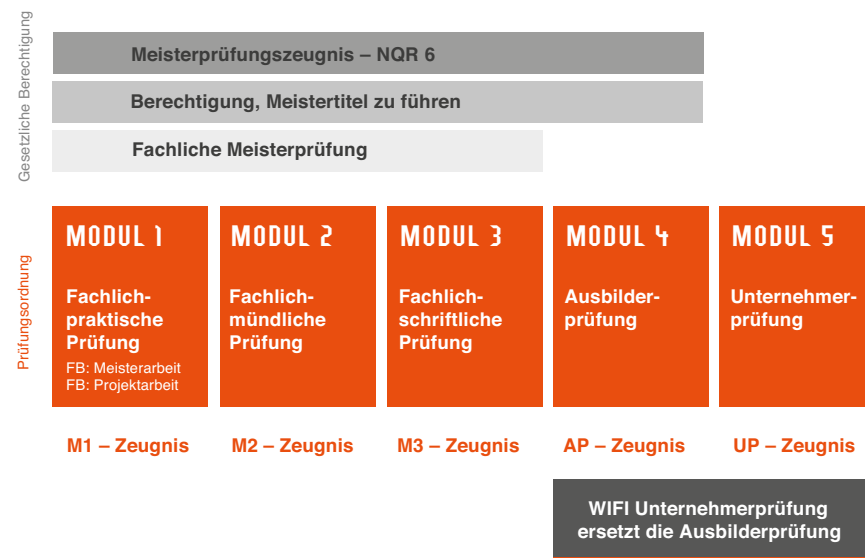 Gesetzliche Berechtigung
Meisterprüfungszeugnis – NQR 6
Berechtigung, Meistertitel zu führen
Fachliche Meisterprüfung
Prüfungsordnung
MODUL 1
Fachlich-
praktische
Prüfung
FB: Meisterarbeit
FB: Projektarbeit
MODUL 2
Fachlich-
mündliche
Prüfung
MODUL 3
Fachlich-
schriftliche
Prüfung
MODUL 4
Ausbilder-
prüfung
MODUL 5
Unternehmer-
prüfung
M1 – Zeugnis
M2 – Zeugnis
M3 – Zeugnis
AP – Zeugnis
UP – Zeugnis
WIFI Unternehmerprüfung
ersetzt die Ausbilderprüfung